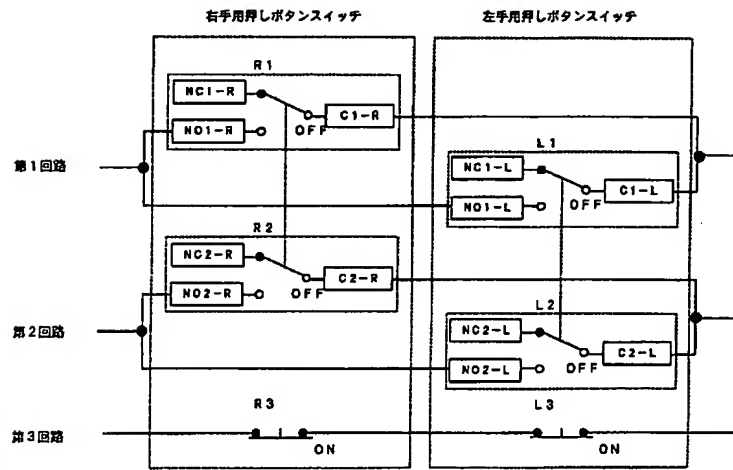 右手用押しボタンスイッチ
左手用押しボタンスイッチ
R1
NC1-R
C1-R
OFF
NO1-R
第1回路
L1
NC1-L
C1-L
OFF
NO1-L
R2
NC2-R
C2-R
OFF
NO2-R
第2回路
L2
NC2-L
C2-L
OFF
NO2-L
第3回路
R3
ON
L3
ON